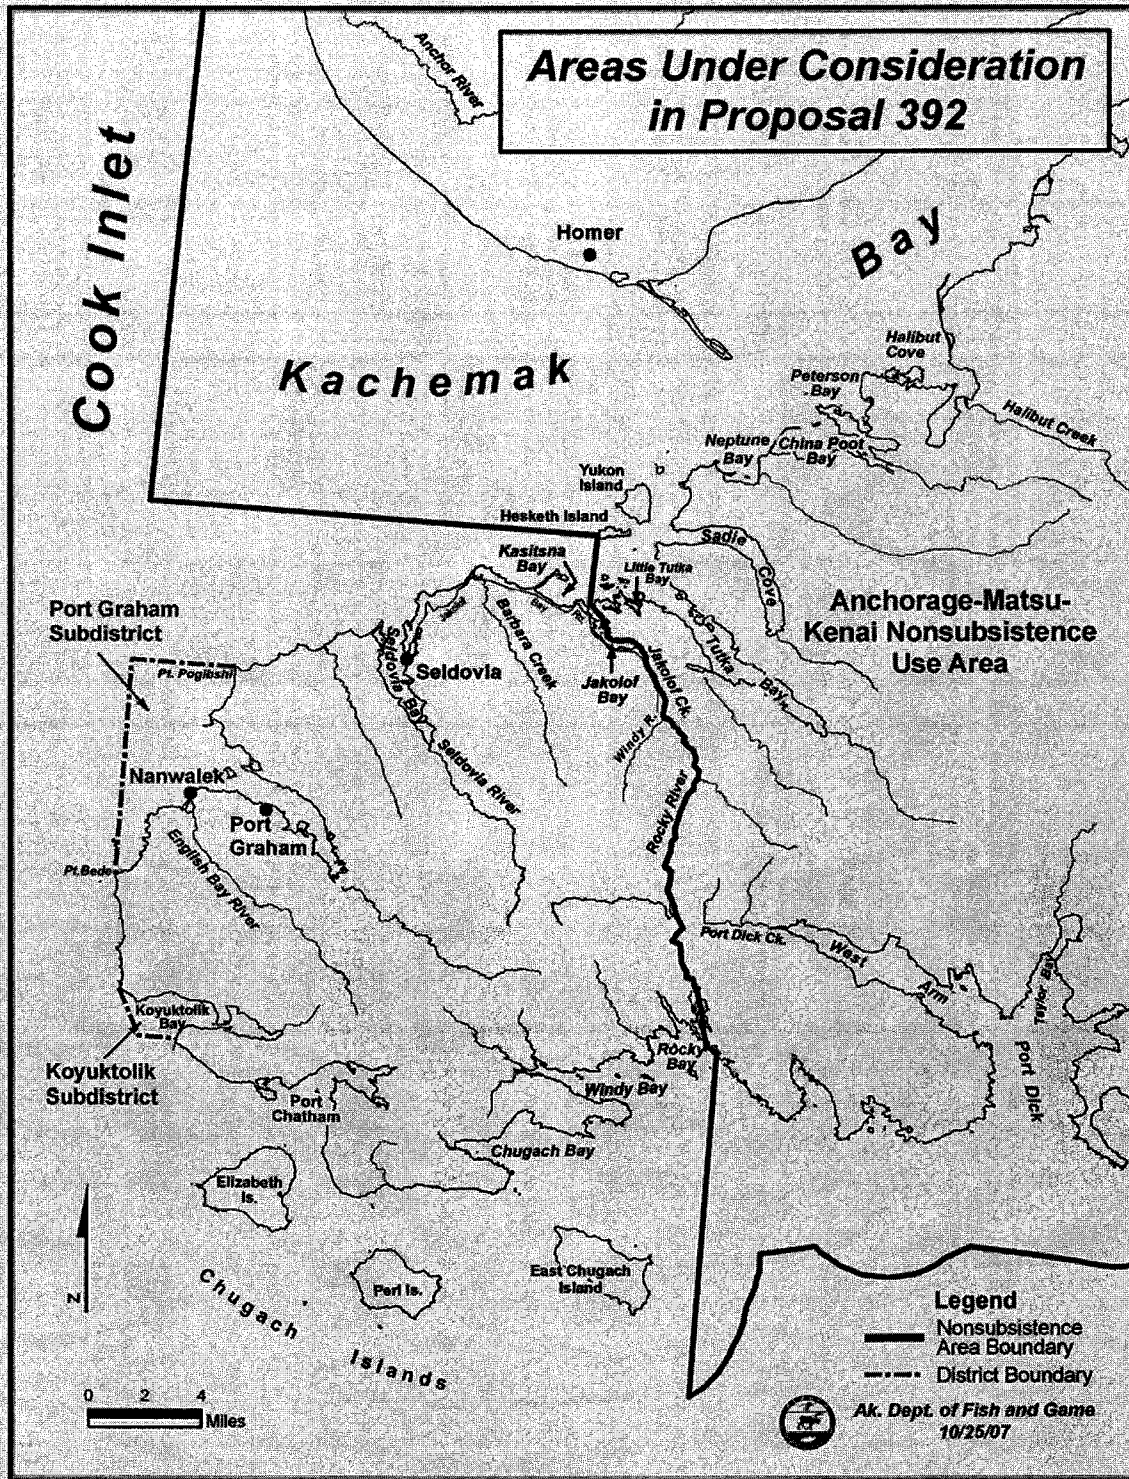 Areas Under Consideration
in Proposal 392
Anchor River
Cook Inlet
Homer
Bay
Kachemak
Halibut
Cove
Peterson
Bay
Halibut Creek
Neptune
Bay
China Poot
Bay
Yukon
Island
Hesketh Island
Sadie
Cove
Kasitsna
Bay
Little Tutka
Bay
Port Graham
Subdistrict
Anchorage-Matsu-
Kenai Nonsubsistence
Use Area
Barbara Creek
Seldovia Bay
Seldovia
Jakolof
Bay
Jakolof Ck.
Tutka
Bay
Pt. Pogibshi
Windy R.
Seldovia River
Nanwalek
Port
Graham
Rocky River
English Bay River
Pt. Bede
Port Dick Ck.
West
Arm
Taylor Bay
Koyuktolik
Bay
Koyuktolik
Subdistrict
Rocky
Bay
Port Dick
Windy Bay
Port
Chatham
Chugach Bay
Elizabeth
Is.
East Chugach
Island
Perl Is.
Chugach
Islands
N
Legend
Nonsubsistence
Area Boundary
District Boundary
0 2 4
Miles
Ak. Dept. of Fish and Game
10/25/07